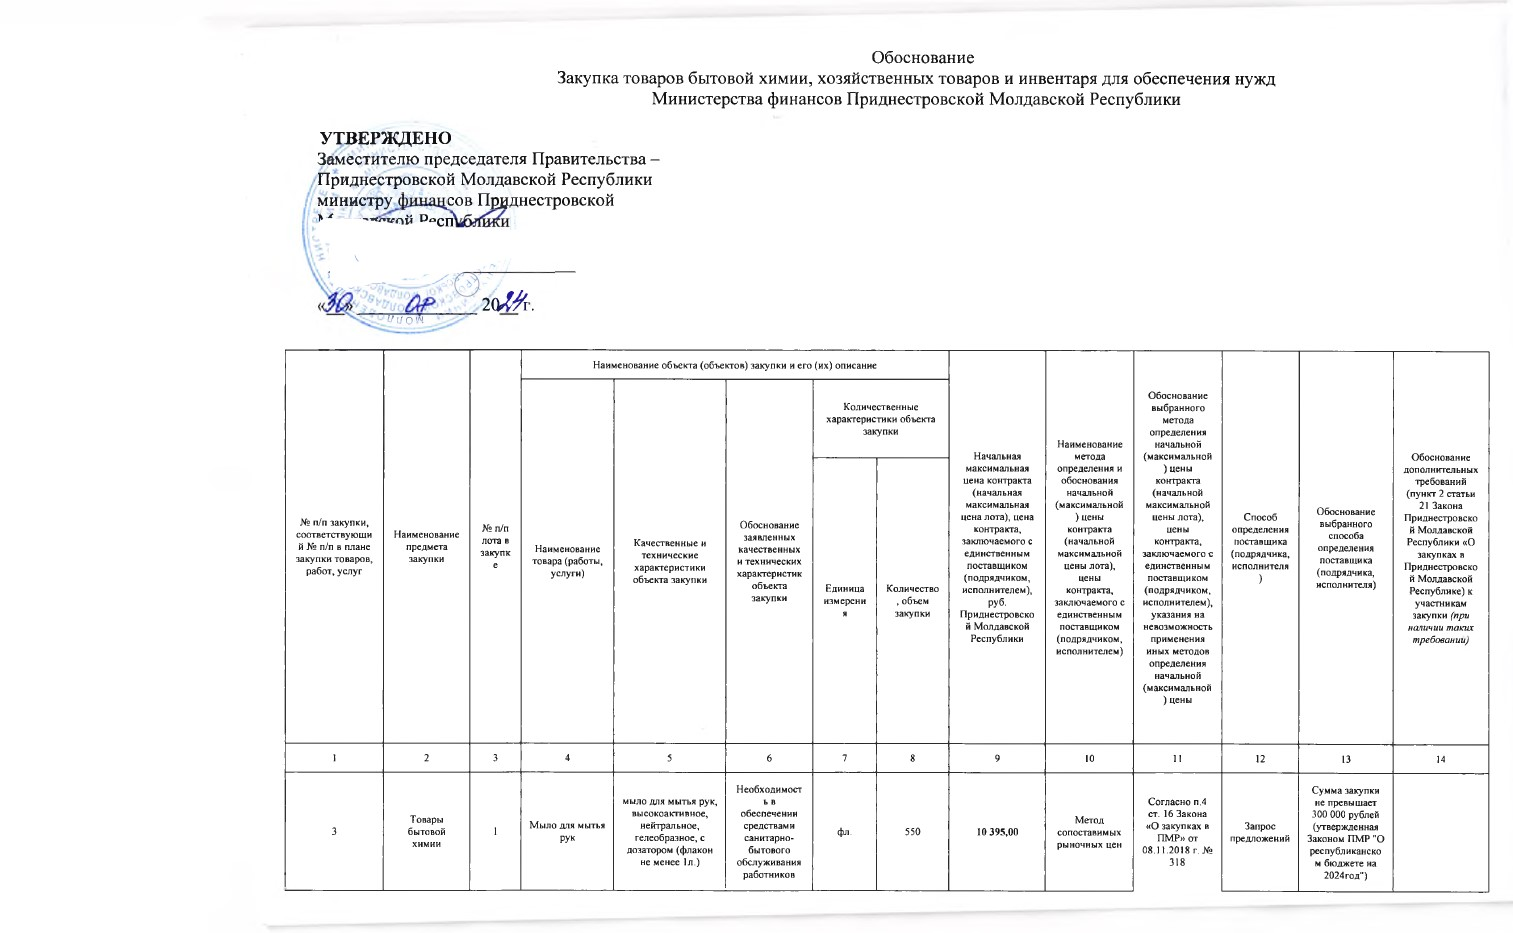 Обоснование
Закупка товаров бытовой химии, хозяйственных товаров и инвентаря для обеспечения нужд
Министерства финансов Приднестровской Молдавской Республики
УТВЕРЖДЕНО
Заместителю председателя Правительства –
Приднестровской Молдавской Республики
министру финансов Приднестровской
Республики
«30» 2024 г.
Наименование объекта (объектов) закупки и его (их) описание
№ п/п закупки,
соответствующи
й № п/п в плане
закупки товаров,
работ, услуг
Наименование
предмета
закупки
№ п/п
лота в
закупк
е
Наименование
товара (работы,
услуги)
Качественные и
технические
характеристики
объекта закупки
Обоснование
заявленных
качественных
и технических
характеристик
объекта
закупки
Количественные
характеристики объекта
закупки
Единица
измерени
я
Количество
, объем
закупки
Начальная
максимальная
цена контракта
(начальная
максимальная
цена лота), цена
контракта,
заключаемого с
единственным
поставщиком
(подрядчиком,
исполнителем),
руб.
Приднестровско
й Молдавской
Республики
Наименование
метода
определения и
обоснования
начальной
(максимальной
) цены
контракта
(начальной
максимальной
цены лота),
цены
контракта,
заключаемого с
единственным
поставщиком
(подрядчиком,
исполнителем)
Обоснование
выбранного
метода
определения
начальной
(максимальной
) цены
контракта
(начальной
максимальной
цены лота),
цены
контракта,
заключаемого с
единственным
поставщиком
(подрядчиком,
исполнителем),
указания на
невозможность
применения
иных методов
определения
начальной
(максимальной
) цены
Способ
определения
поставщика
(подрядчика,
исполнителя
)
Обоснование
выбранного
способа
определения
поставщика
(подрядчика,
исполнителя)
Обоснование
дополнительных
требований
(пункт 2 статьи
21 Закона
Приднестровско
й Молдавской
Республики «О
закупках в
Приднестровско
й Молдавской
Республике) к
участникам
закупки (при
наличии таких
требований)
1 2 3 4 5 6 7 8 9 10 11 12 13 14
3
Товары
бытовой
химии
1
Мыло для мытья
рук
мыло для мытья рук,
высокоактивное,
нейтральное,
гелеобразное, с
дозатором (флакон
не менее 1л.)
Необходимост
ь в
обеспечении
средствами
санитарно-
бытового
обслуживания
работников
фл.
550
10 395,00
Метод
сопоставимых
рыночных цен
Согласно п.4
ст. 16 Закона
«О закупках в
ПМР» от
08.11.2018 г. №
318
Запрос
предложений
Сумма закупки
не превышает
300 000 рублей
(утвержденная
Законом ПМР "О
республиканско
м бюджете на
2024год")